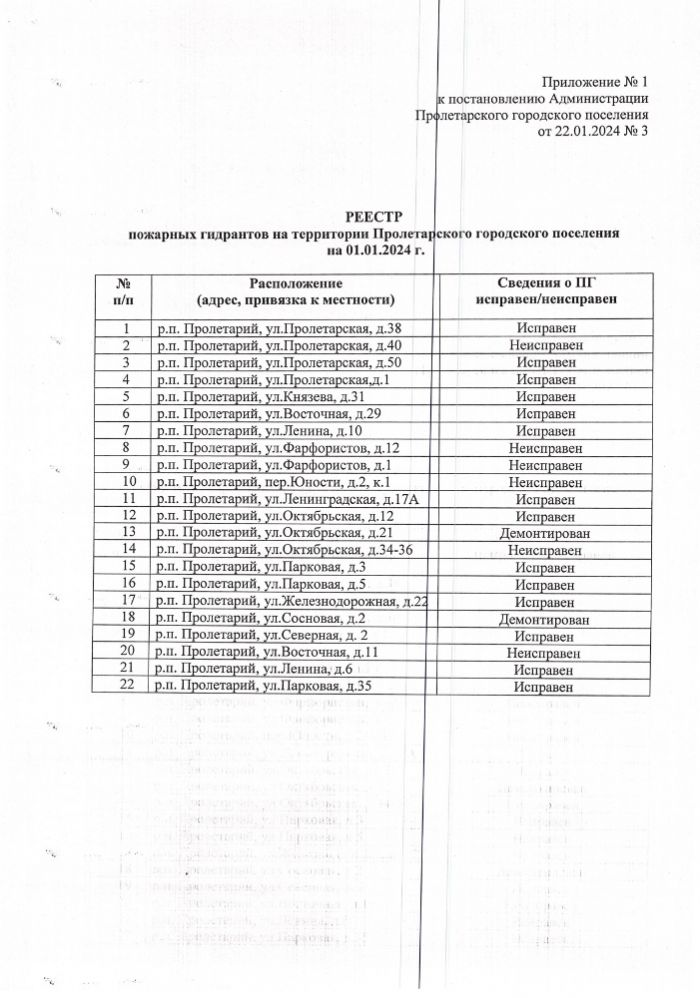 Приложение № 1
к постановлению Администрации
Пролетарского городского поселения
от 22.01.2024 № 3
РЕЕСТР
пожарных гидрантов на территории Пролетарского городского поселения
на 01.01.2024 г.
№ п/п Расположение (адрес, привязка к местности) Сведения о ПГ исправен/неисправен
1 р.п. Пролетарий, ул.Пролетарская, д.38 Исправен
2 р.п. Пролетарий, ул.Пролетарская, д.40 Неисправен
3 р.п. Пролетарий, ул.Пролетарская, д.50 Исправен
4 р.п. Пролетарий, ул.Пролетарская,д.1 Исправен
5 р.п. Пролетарий, ул.Князева, д.31 Исправен
6 р.п. Пролетарий, ул.Восточная, д.29 Исправен
7 р.п. Пролетарий, ул.Ленина, д.10 Исправен
8 р.п. Пролетарий, ул.Фарфористов, д.12 Неисправен
9 р.п. Пролетарий, ул.Фарфористов, д.1 Неисправен
10 р.п. Пролетарий, пер.Юности, д.2, к.1 Неисправен
11 р.п. Пролетарий, ул.Ленинградская, д.17А Исправен
12 р.п. Пролетарий, ул.Октябрьская, д.12 Исправен
13 р.п. Пролетарий, ул.Октябрьская, д.21 Демонтирован
14 р.п. Пролетарий, ул.Октябрьская, д.34-36 Неисправен
15 р.п. Пролетарий, ул.Парковая, д.3 Исправен
16 р.п. Пролетарий, ул.Парковая, д.5 Исправен
17 р.п. Пролетарий, ул.Железнодорожная, д.22 Исправен
18 р.п. Пролетарий, ул.Сосновая, д.2 Демонтирован
19 р.п. Пролетарий, ул.Северная, д. 2 Исправен
20 р.п. Пролетарий, ул.Восточная, д.11 Неисправен
21 р.п. Пролетарий, ул.Ленина, д.6 Исправен
22 р.п. Пролетарий, ул.Парковая, д.35 Исправен